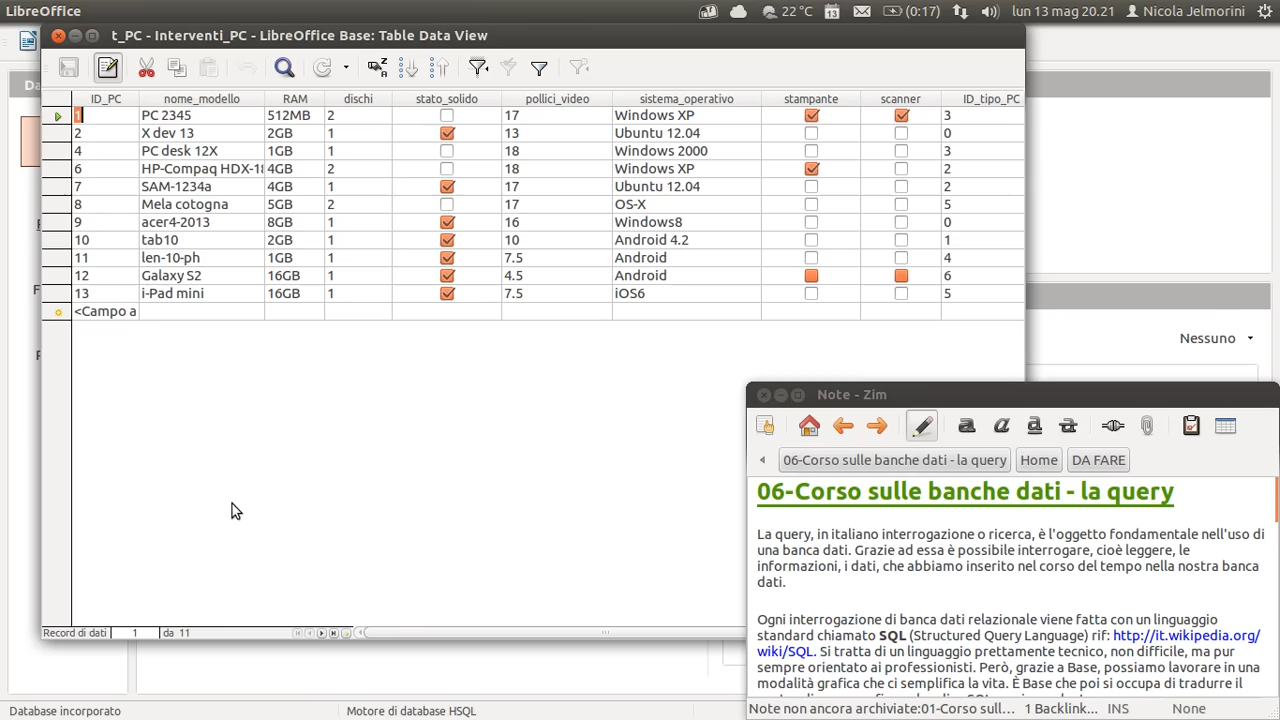 LibreOffice
22 °C
13
(0:17)
lun 13 mag 20.21
Nicola Jelmorini
t_PC - Interventi_PC - LibreOffice Base: Table Data View
Da
ID_PC nome_modello RAM dischi stato_solido pollici_video sistema_operativo stampante scanner ID_tipo_PC
1 PC 2345 512MB 2 17 Windows XP 3
2 X dev 13 2GB 1 13 Ubuntu 12.04 0
4 PC desk 12X 1GB 1 18 Windows 2000 3
6 HP-Compaq HDX-18 4GB 2 18 Windows XP 2
7 SAM-1234a 4GB 1 17 Ubuntu 12.04 2
8 Mela cotogna 5GB 2 17 OS-X 5
9 acer4-2013 8GB 1 16 Windows8 0
10 tab10 2GB 1 10 Android 4.2 1
11 len-10-ph 1GB 1 7.5 Android 4
12 Galaxy S2 16GB 1 4.5 Android 6
13 i-Pad mini 16GB 1 7.5 iOS6 5
<Campo a
Nessuno
Record di dati 1 da 11
Note - Zim
06-Corso sulle banche dati - la query Home DA FARE
06-Corso sulle banche dati - la query
La query, in italiano interrogazione o ricerca, è l'oggetto fondamentale nell'uso di
una banca dati. Grazie ad essa è possibile interrogare, cioè leggere, le
informazioni, i dati, che abbiamo inserito nel corso del tempo nella nostra banca
dati.
Ogni interrogazione di banca dati relazionale viene fatta con un linguaggio
standard chiamato SQL (Structured Query Language) rif: http://it.wikipedia.org/
wiki/SQL. Si tratta di un linguaggio prettamente tecnico, non difficile, ma pur
sempre orientato ai professionisti. Però, grazie a Base, possiamo lavorare in una
modalità grafica che ci semplifica la vita. È Base che poi si occupa di tradurre il
Note non ancora archiviate:01-Corso sull... 1 Backlink... INS None
Database incorporato Motore di database HSQL